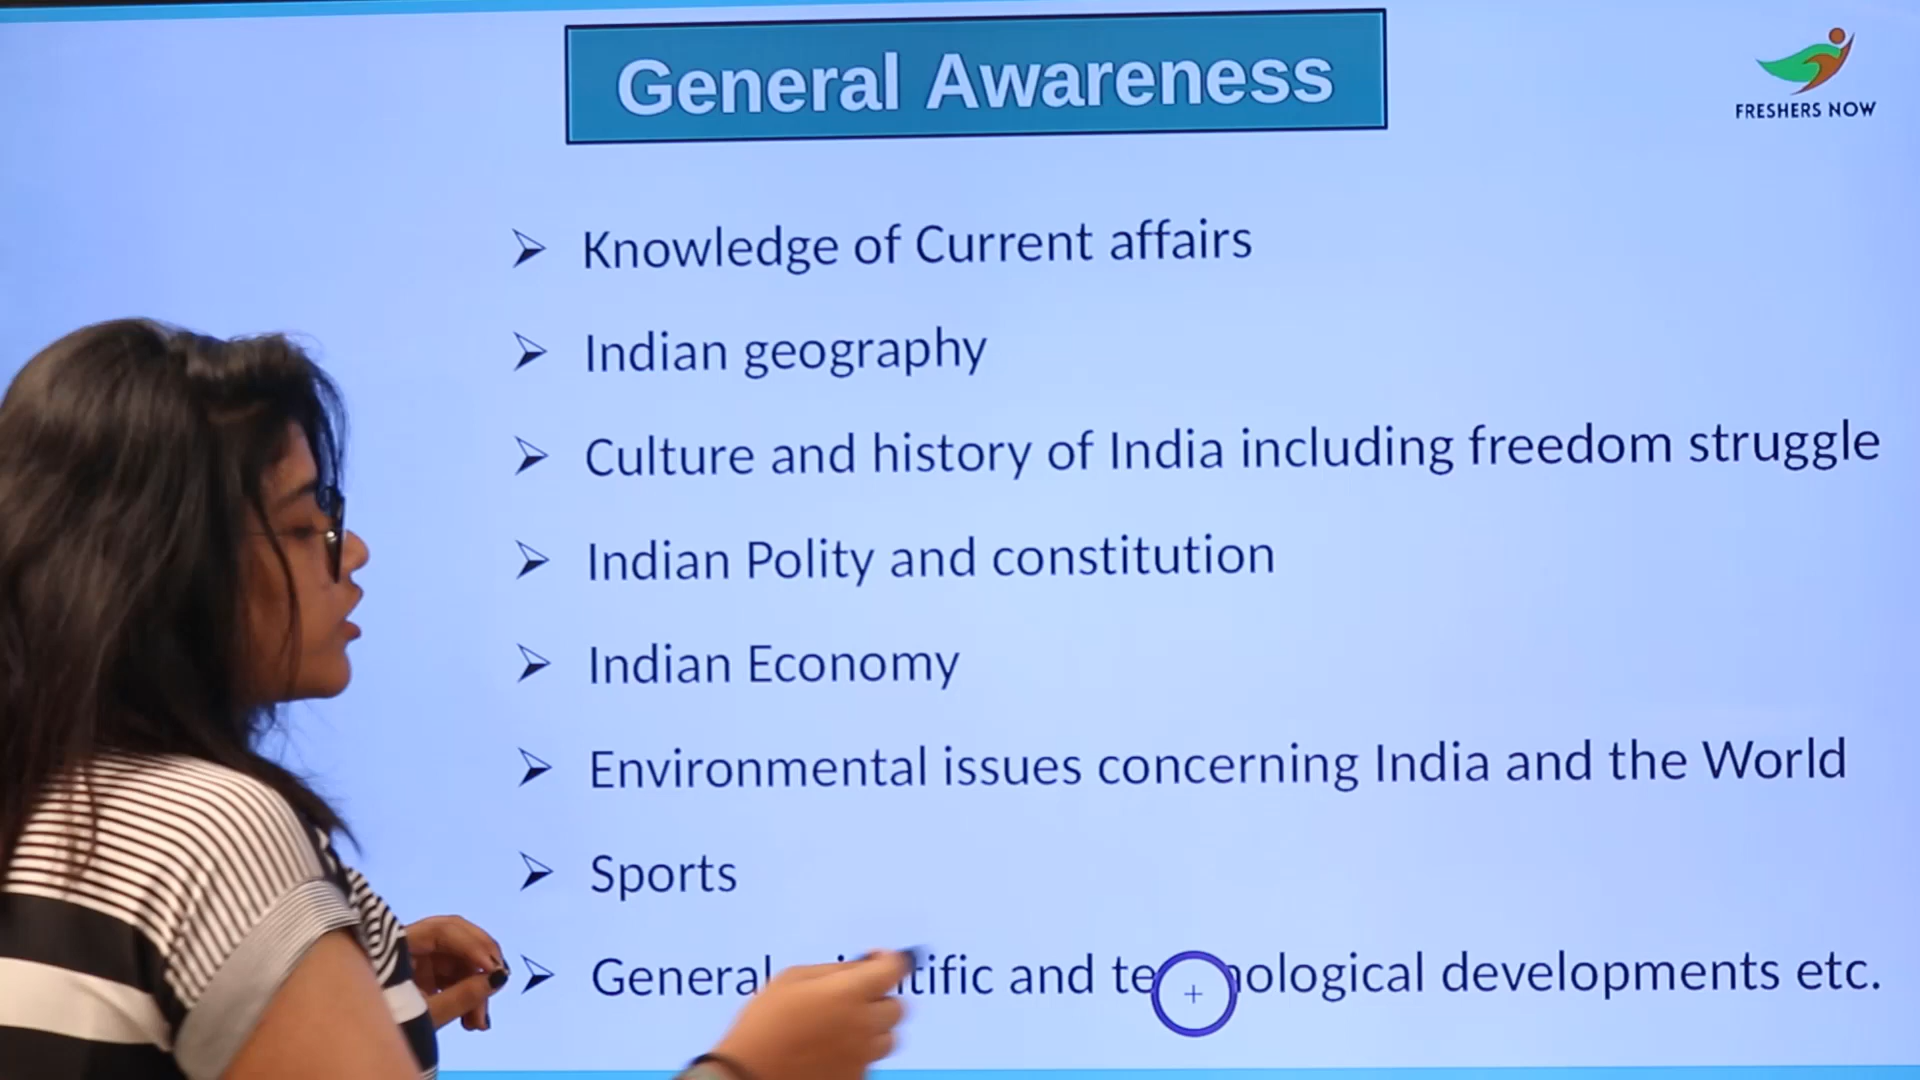 General Awareness
FRESHERS NOW
Knowledge of Current affairs
Indian geography
Culture and history of India including freedom struggle
Indian Polity and constitution
Indian Economy
Environmental issues concerning India and the World
Sports
General and developments etc.